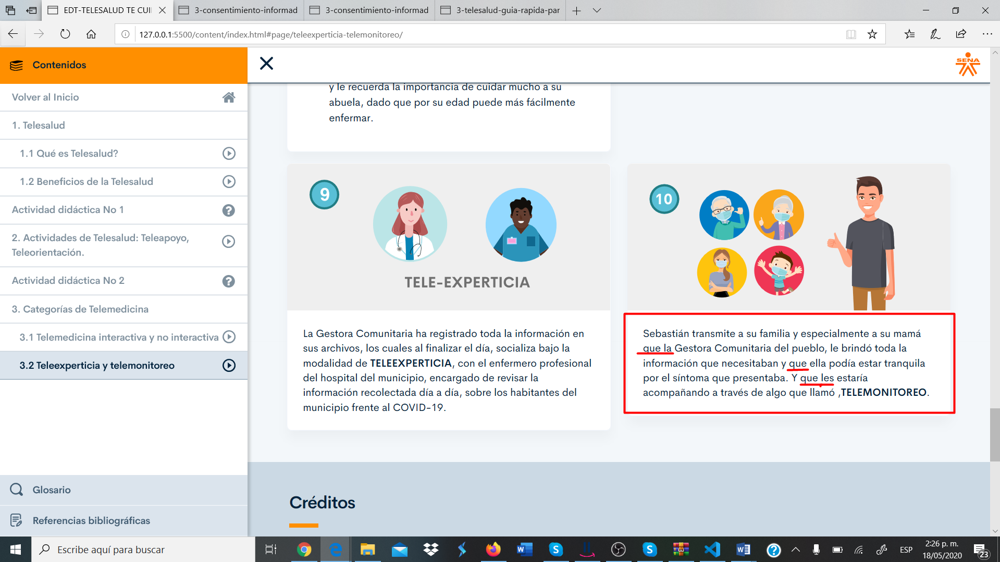 EDT-TELESALUD TE CUI
3-consentimiento-informad
3-consentimiento-informad
3-telesalud-guia-rapida-par
127.0.0.1:5500/content/index.html#page/teleexperticia-telemonitoreo/
Contenidos
SENA
Volver al Inicio
1. Telesalud
1.1 Qué es Telesalud?
1.2 Beneficios de la Telesalud
Actividad didáctica No 1
2. Actividades de Telesalud: Teleapoyo,
Teleorientación.
Actividad didáctica No 2
3. Categorías de Telemedicina
3.1 Telemedicina interactiva y no interactiva
3.2 Teleexperticia y telemonitoreo
Glosario
Referencias bibliográficas
y le recuerda la importancia de cuidar mucho a su
abuela, dado que por su edad puede más fácilmente
enfermar.
9
TELE-EXPERTICIA
La Gestora Comunitaria ha registrado toda la información en
sus archivos, los cuales al finalizar el día, socializa bajo la
modalidad de TELEEXPERTICIA, con el enfermero profesional
del hospital del municipio, encargado de revisar la
información recolectada día a día, sobre los habitantes del
municipio frente al COVID-19.
10
Sebastián transmite a su familia y especialmente a su mamá
que la Gestora Comunitaria del pueblo, le brindó toda la
información que necesitaban y que ella podía estar tranquila
por el síntoma que presentaba. Y que les estaría
acompañando a través de algo que llamó ,TELEMONITOREO.
Créditos
Escribe aquí para buscar
ESP
2:26 p. m.
18/05/2020
23